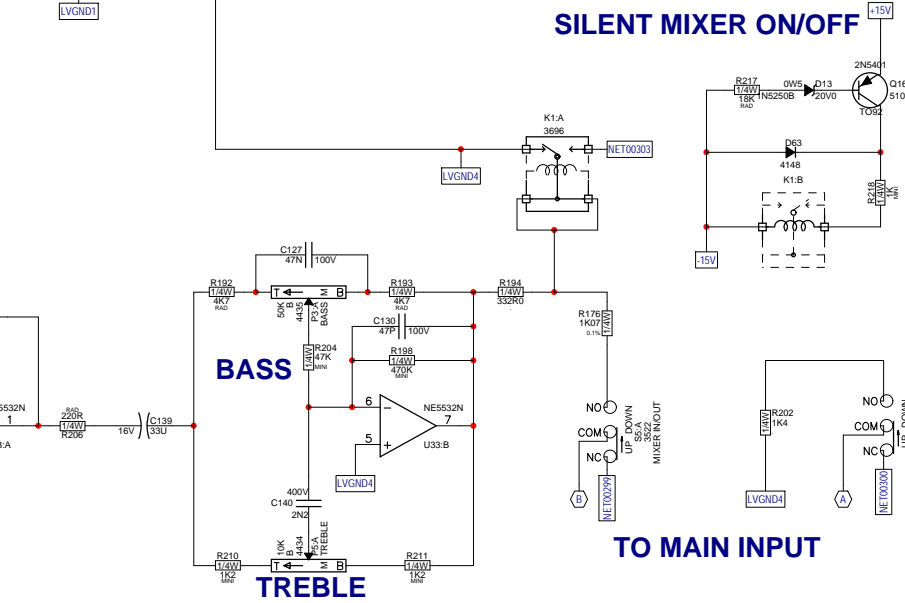 LVGND1
SILENT MIXER ON/OFF
+15V
2N5401
R217
1/4W
18K
RAD
0W5
D13
1N5250B
20V0
Q16
510
TO92
D63
4148
K1:B
R218
1/4W
1K
MINI
-15V
K1:A
3696
NET00303
LVGND4
C127
47N
100V
R192
1/4W
4K7
RAD
T
M
B
50K
B
4435
P3:A
BASS
R193
1/4W
4K7
RAD
R194
1/4W
332R0
C130
47P
100V
R204
1/4W
47K
MINI
R198
1/4W
470K
MINI
BASS
R176
1K07
0.1%
1/4W
6
5
7
NE5532N
U33:B
LVGND4
5532N
1
3:A
RAD
220R
1/4W
R206
16V
C139
33U
400V
C140
2N2
10K
B
4434
P5:A
TREBLE
R210
1/4W
1K2
MINI
T
M
B
R211
1/4W
1K2
MINI
TREBLE
NO
COM
NC
UP DOWN
S5:A
3522
MIXER IN/OUT
B
NET00299
R202
1K4
1/4W
LVGND4
NO
COM
NC
UP DOWN
A
NET00300
TO MAIN INPUT